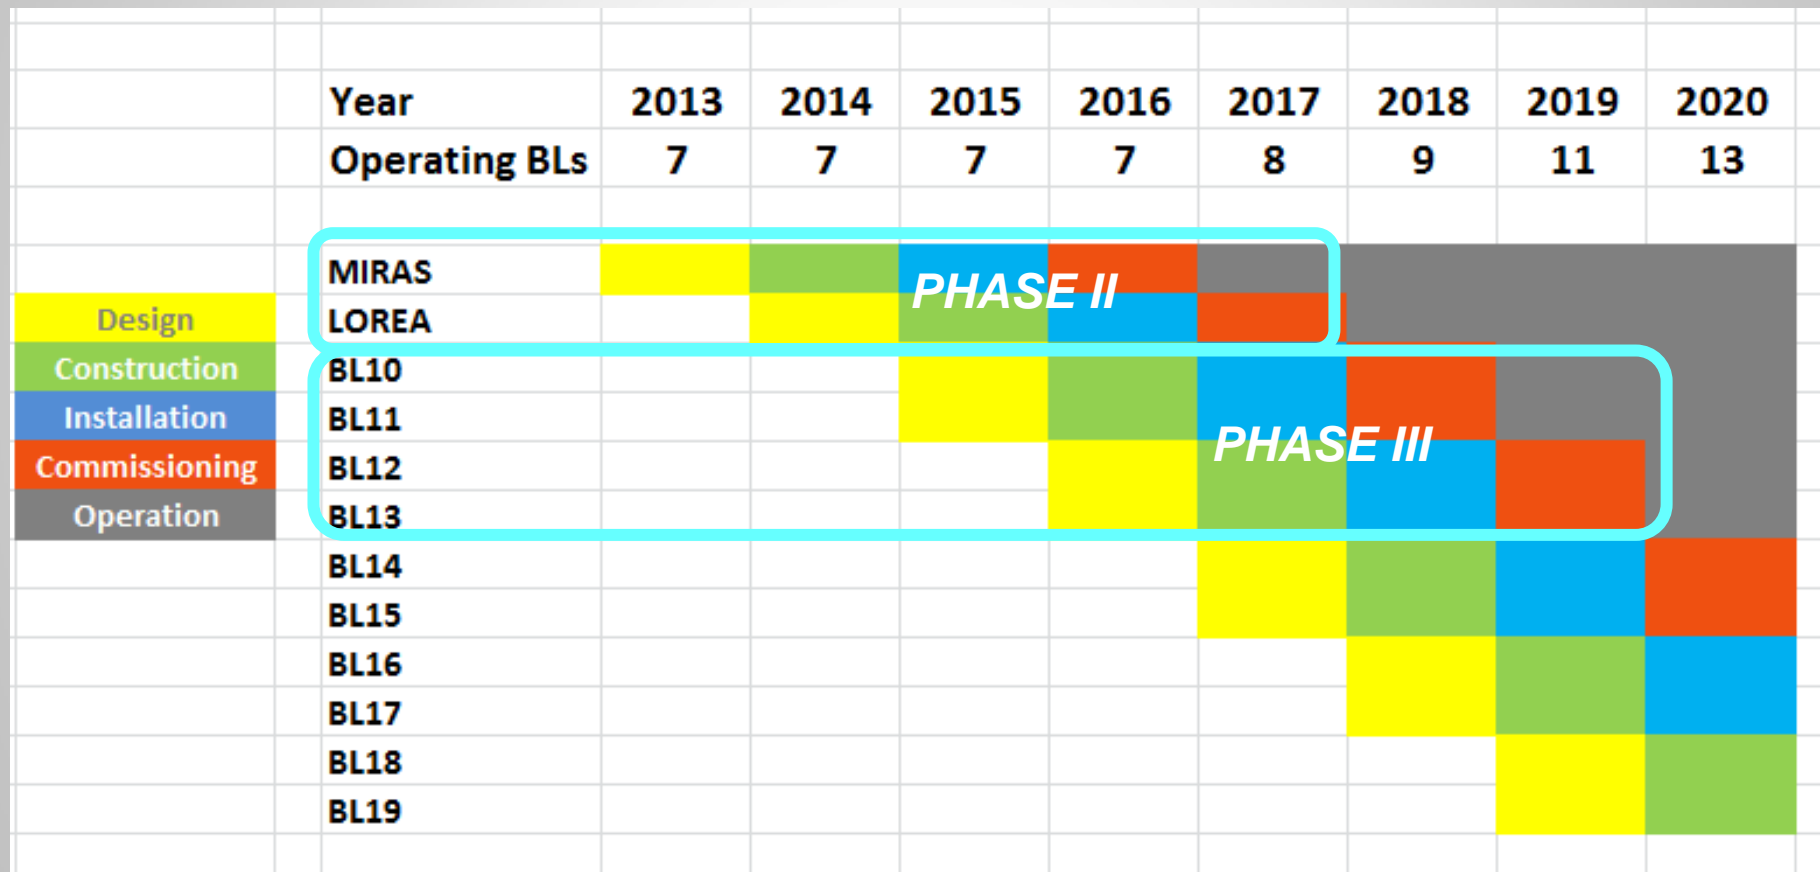 Year 2013 2014 2015 2016 2017 2018 2019 2020
Operating BLs 7 7 7 7 8 9 11 13
MIRAS
PHASE II
Design LOREA
Construction BL10
Installation BL11
PHASE III
Commissioning BL12
Operation BL13
BL14
BL15
BL16
BL17
BL18
BL19